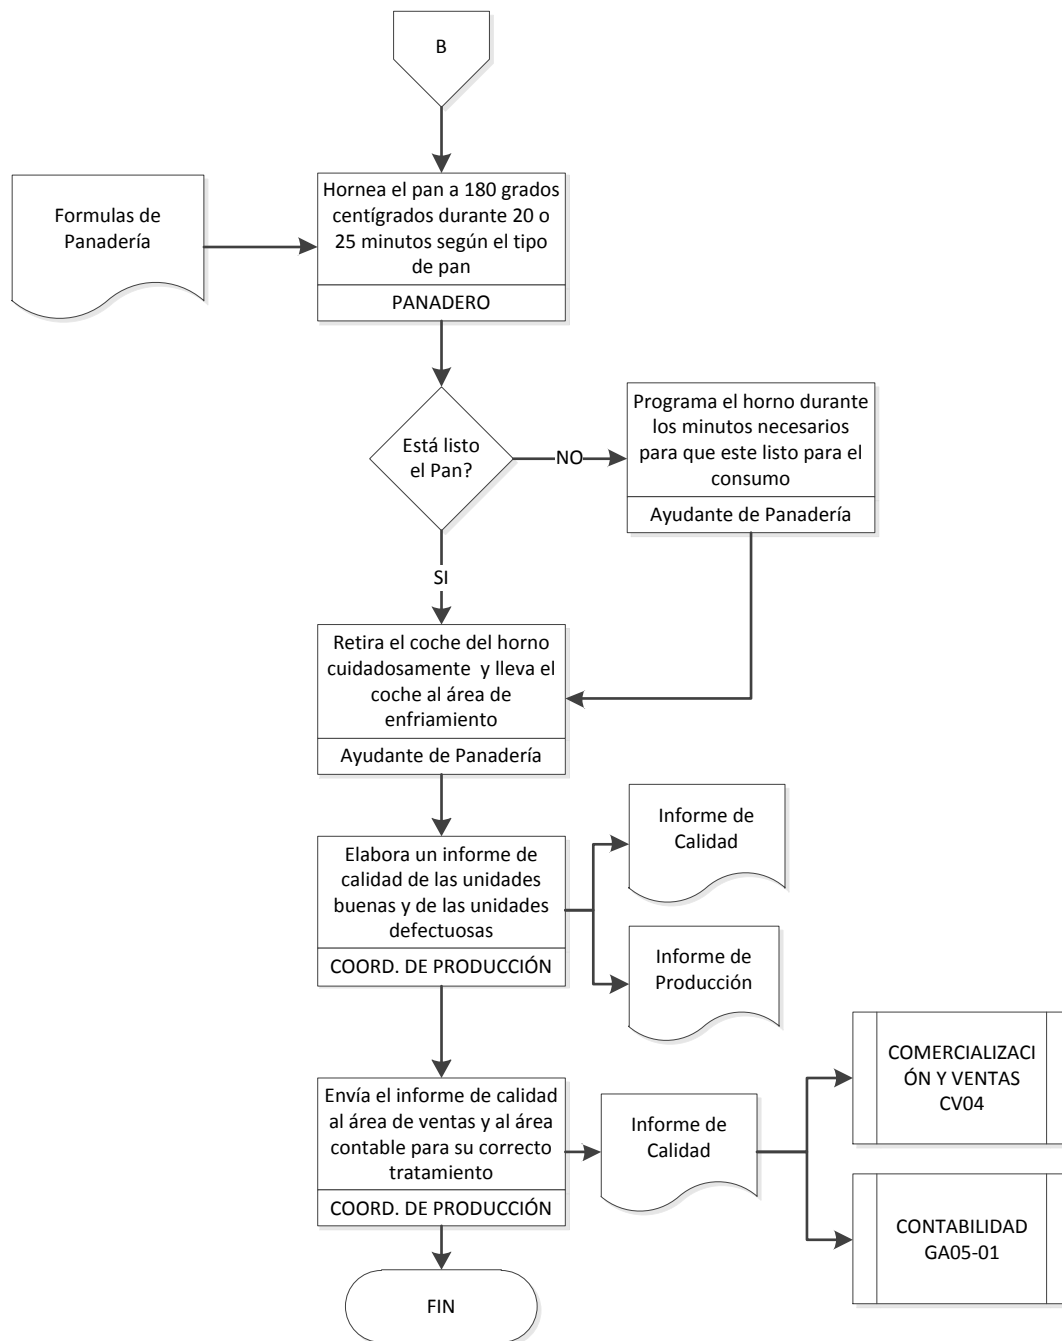 B
Formulas de
Panadería
Hornea el pan a 180 grados
centígrados durante 20 o
25 minutos según el tipo
de pan
PANADERO
Está listo
el Pan?
NO
Programa el horno durante
los minutos necesarios
para que este listo para el
consumo
Ayudante de Panadería
SI
Retira el coche del horno
cuidadosamente y lleva el
coche al área de
enfriamiento
Ayudante de Panadería
Elabora un informe de
calidad de las unidades
buenas y de las unidades
defectuosas
COORD. DE PRODUCCIÓN
Informe de
Calidad
Informe de
Producción
Envía el informe de calidad
al área de ventas y al área
contable para su correcto
tratamiento
COORD. DE PRODUCCIÓN
Informe de
Calidad
COMERCIALIZACI
ÓN Y VENTAS
CV04
CONTABILIDAD
GA05-01
FIN